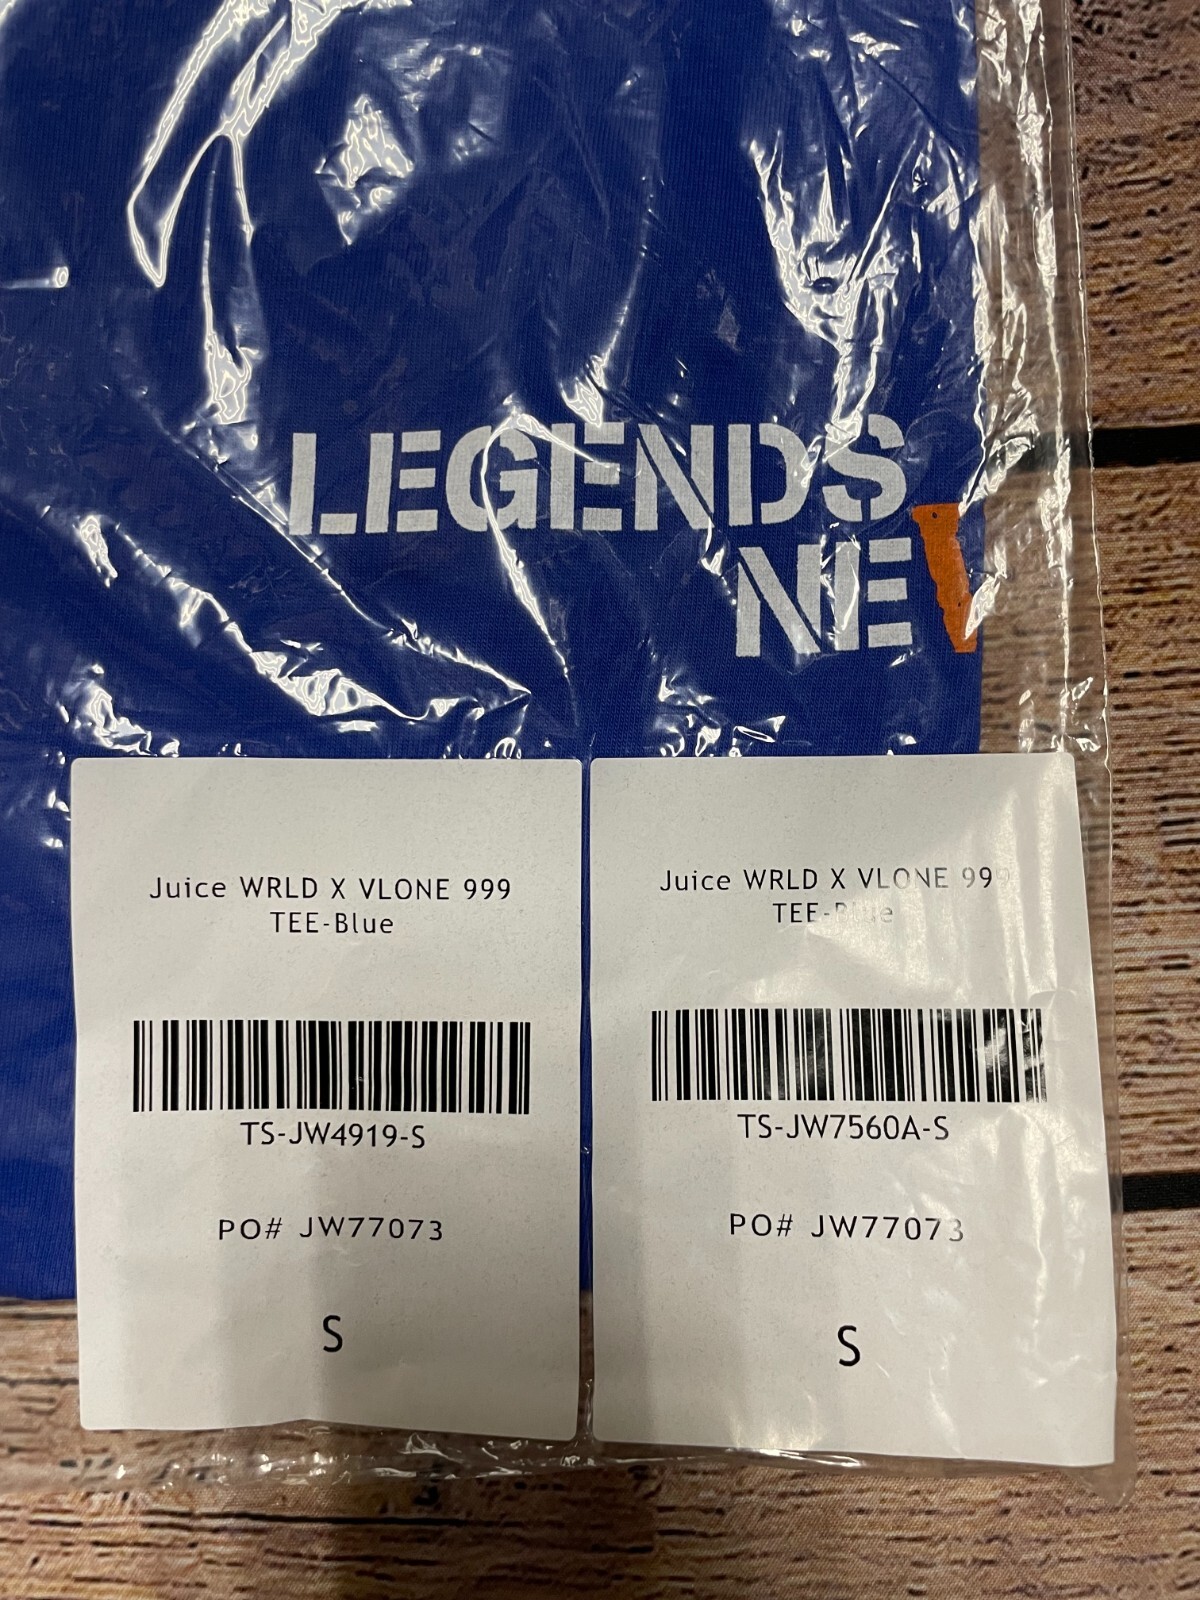 LEGENDS
NEV
Juice WRLD X VLONE 999
TEE-Blue
TS-JW4919-S
PO# JW77073
S
Juice WRLD X VLONE 999
TEE-Blue
TS-JW7560A-S
PO# JW77073
S